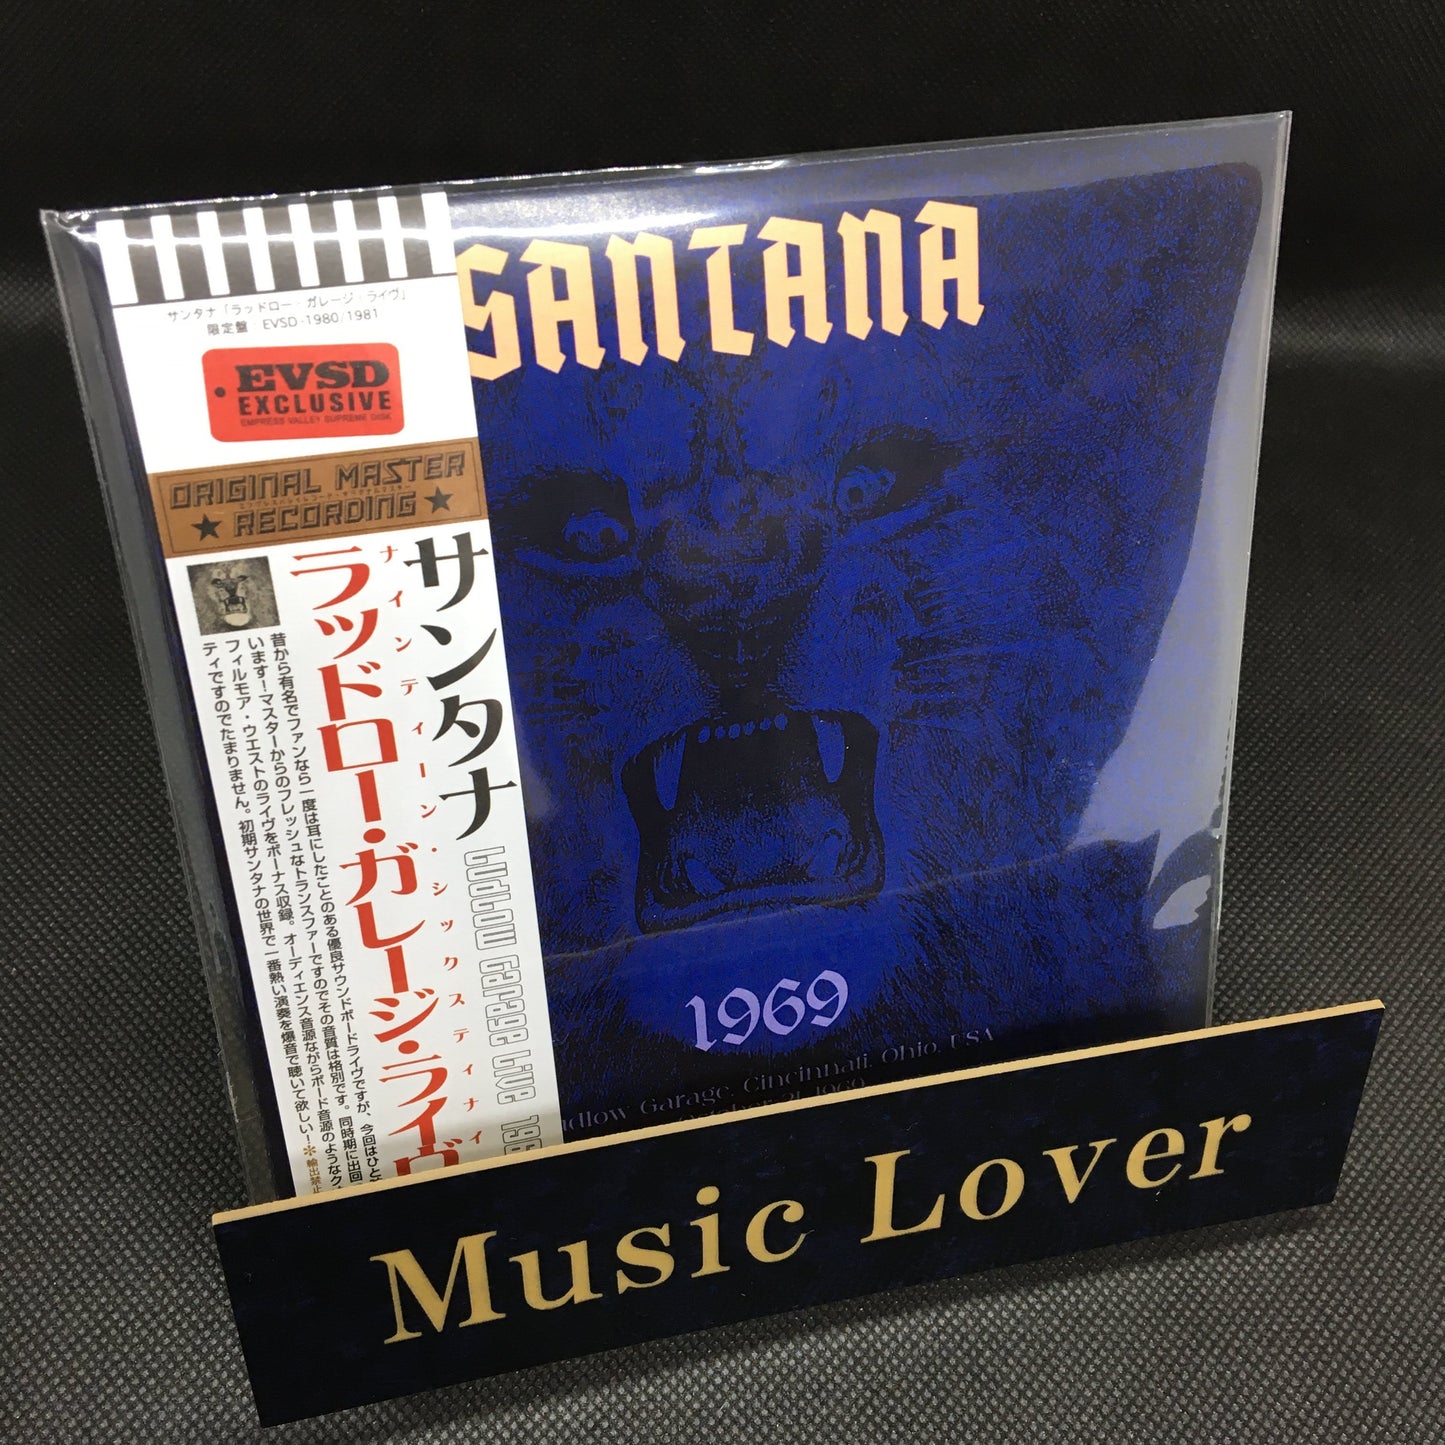 サンタナ「ラッドロー・ガレージ・ライヴ」
限定盤 : EVSD-1980/1981
EVSD
EXCLUSIVE
EMPRESS VALLEY SUPREME DISK
ORIGINAL MASTER
RECORDING
サンタナ
ナインティーン・シックスティナイ
ラッドロー・ガレージ・ライヴ
Ludlow Garage Live 196
昔から有名でファンなら一度は耳にしたことのある優良サウンドボードライヴですが、今回はひと
います！マスターからのフレッシュなトランスファーですのでその音質は格別です。同時期に出回
フィルモア・ウエストのライヴをボーナス収録。オーディエンス音源ながらボード音源のようなク
ティですのでたまりません。初期サンタナの世界で一番熱い演奏を爆音で聴いて欲しい！※輸出禁止
SANTANA
1969
udlow Garage, Cincinnati, Ohio, USA
Music Lover